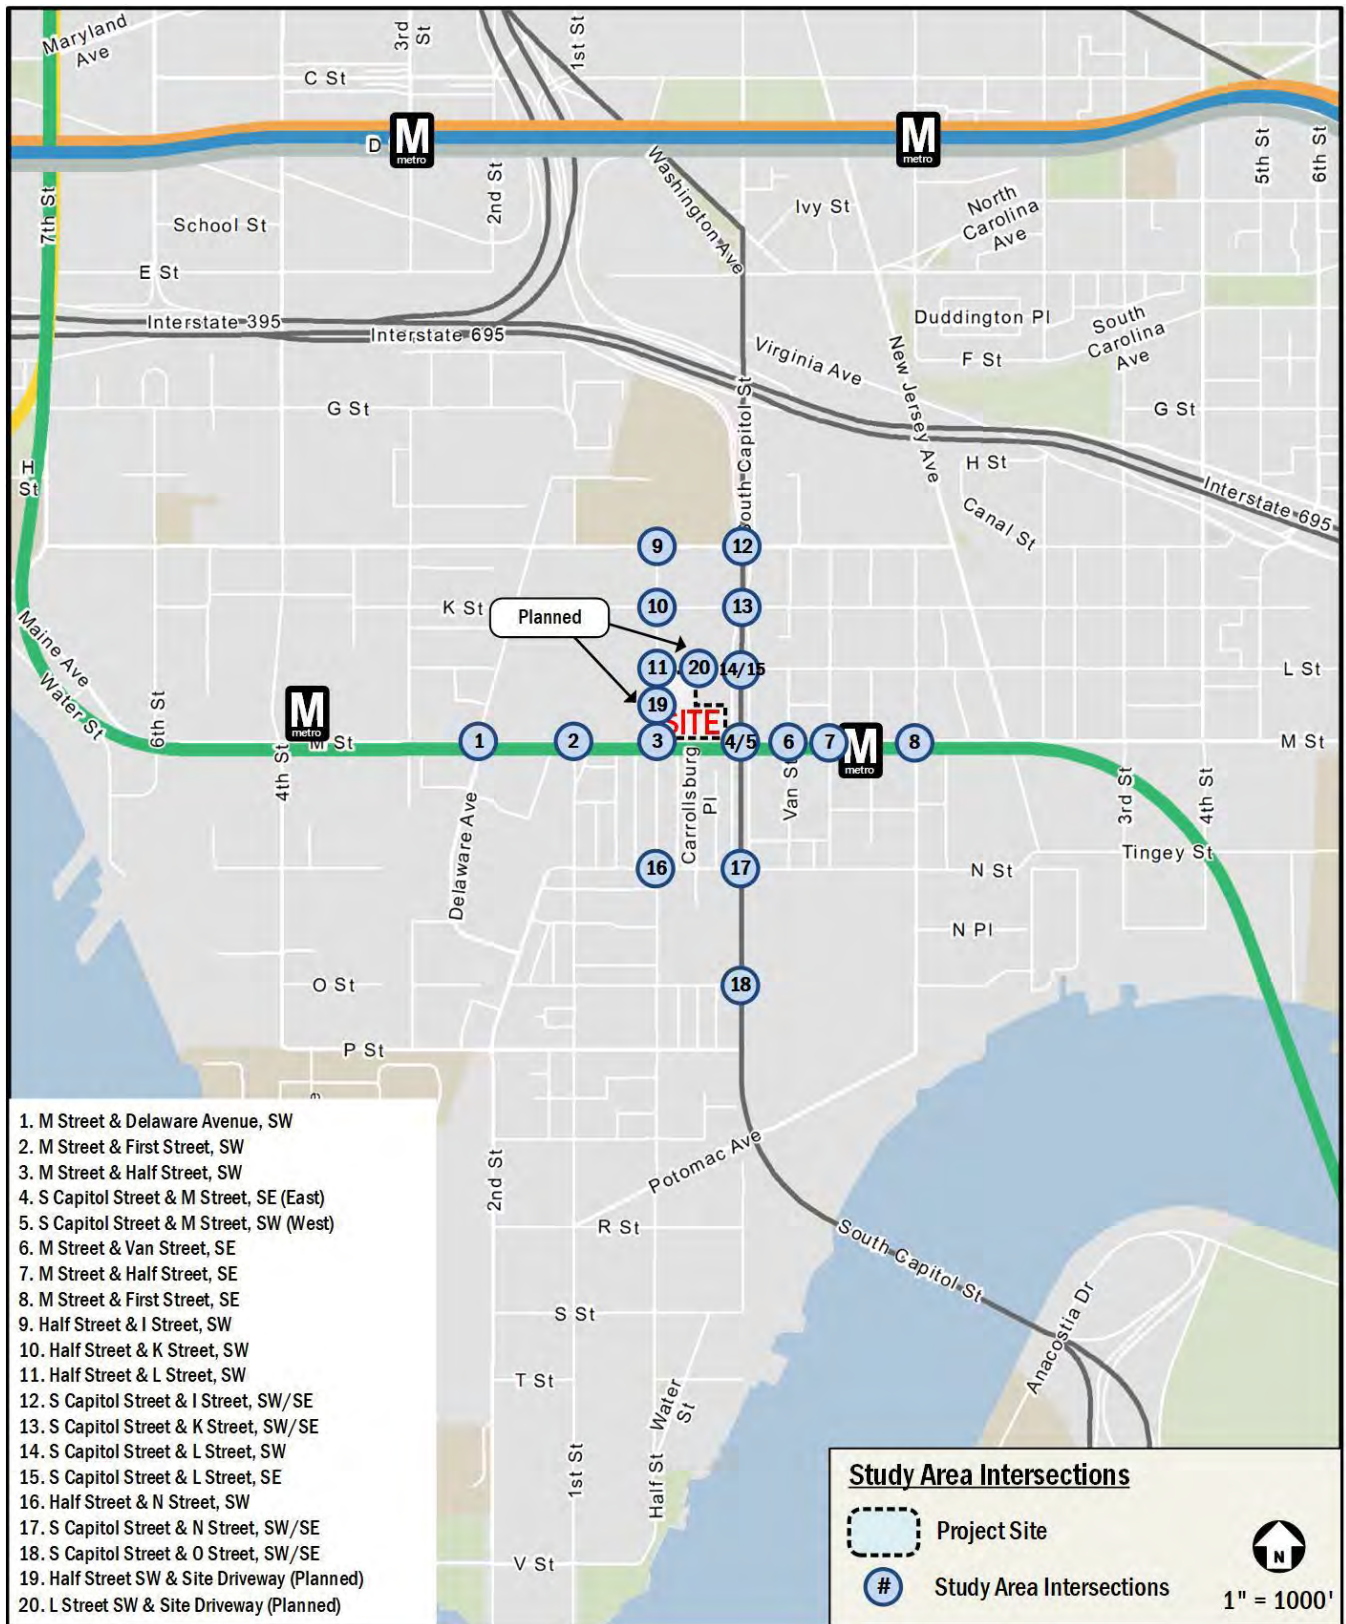 Maryland
Ave
3rd
St
1st St
C St
D
M
metro
M
metro
5th St
6th St
7th St
2nd St
Washington Ave
Ivy St
North
Carolina
Ave
School St
E St
Interstate 395
Interstate 695
Duddington Pl
South
Carolina
Ave
Virginia Ave
F St
New Jersey Ave
G St
South Capitol St
G St
H
St
H St
Interstate 695
Canal St
9
12
K St
Planned
10
13
Maine Ave
Water St
11
20
14/15
L St
19
SITE
6th St
M
metro
4th St
M St
1
2
3
4/5
6
7
M
metro
8
M St
Delaware Ave
Carrollsburg
Pl
Van St
3rd St
4th St
16
17
N St
Tingey St
N Pl
O St
18
P St
e
2nd St
Potomac Ave
R St
South Capitol St
S St
Anacostia Dr
T St
Water
St
1st St
Half St
V St
1. M Street & Delaware Avenue, SW
2. M Street & First Street, SW
3. M Street & Half Street, SW
4. S Capitol Street & M Street, SE (East)
5. S Capitol Street & M Street, SW (West)
6. M Street & Van Street, SE
7. M Street & Half Street, SE
8. M Street & First Street, SE
9. Half Street & I Street, SW
10. Half Street & K Street, SW
11. Half Street & L Street, SW
12. S Capitol Street & I Street, SW/SE
13. S Capitol Street & K Street, SW/SE
14. S Capitol Street & L Street, SW
15. S Capitol Street & L Street, SE
16. Half Street & N Street, SW
17. S Capitol Street & N Street, SW/SE
18. S Capitol Street & O Street, SW/SE
19. Half Street SW & Site Driveway (Planned)
20. L Street SW & Site Driveway (Planned)
Study Area Intersections
Project Site
# Study Area Intersections
N
1" = 1000'